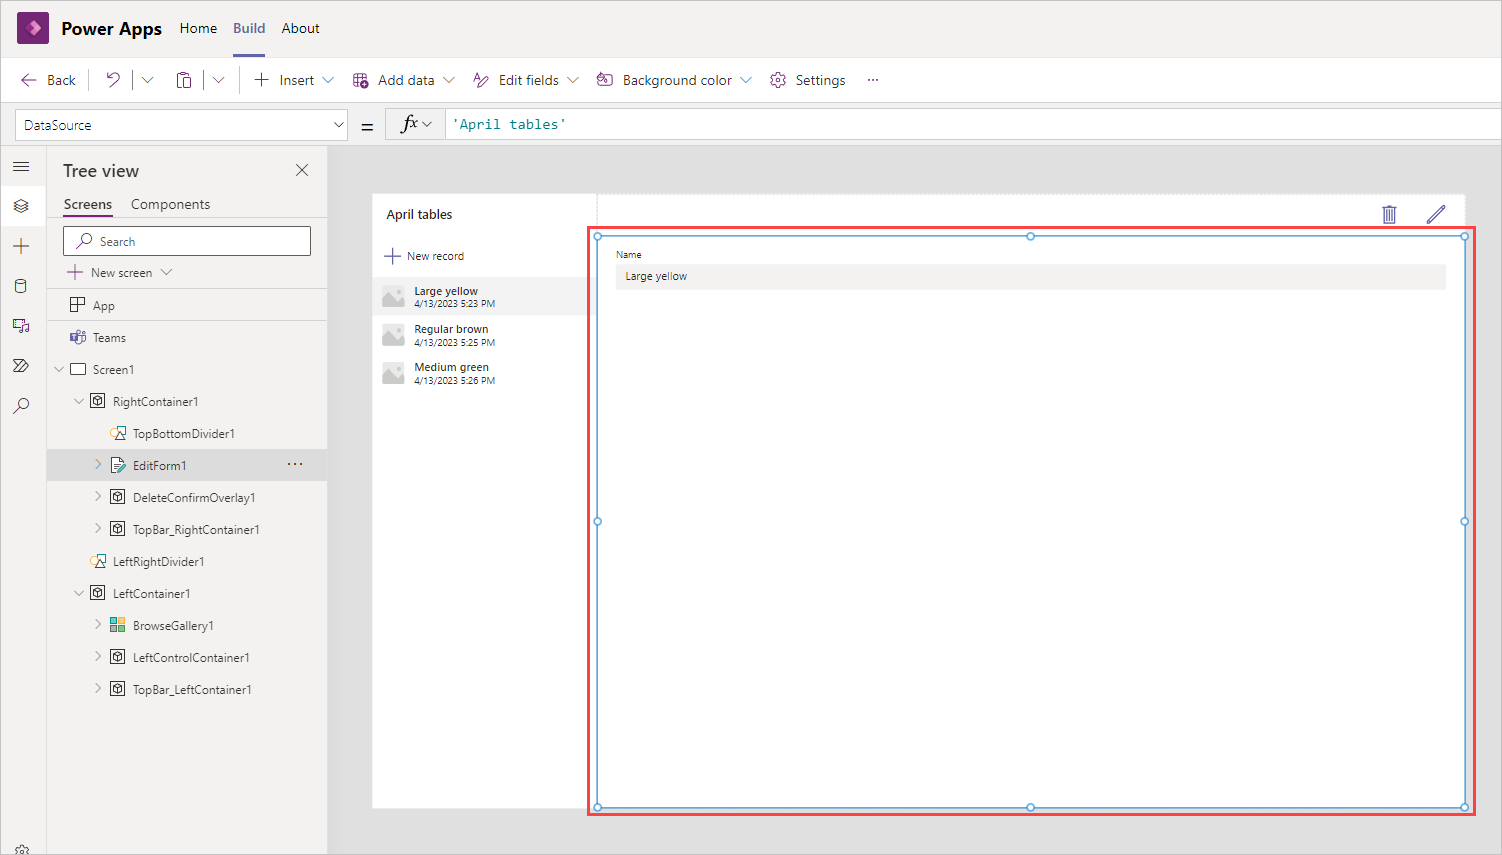 Power Apps Home Build About
Back Insert Add data Edit fields Background color Settings ...
DataSource = fx 'April tables'
Tree view
Screens Components
Search
New screen
App
Teams
Screen1
RightContainer1
TopBottomDivider1
EditForm1 ...
DeleteConfirmOverlay1
TopBar_RightContainer1
LeftRightDivider1
LeftContainer1
BrowseGallery1
LeftControlContainer1
TopBar_LeftContainer1
April tables
New record
Large yellow
4/13/2023 5:23 PM
Regular brown
4/13/2023 5:25 PM
Medium green
4/13/2023 5:26 PM
Name
Large yellow